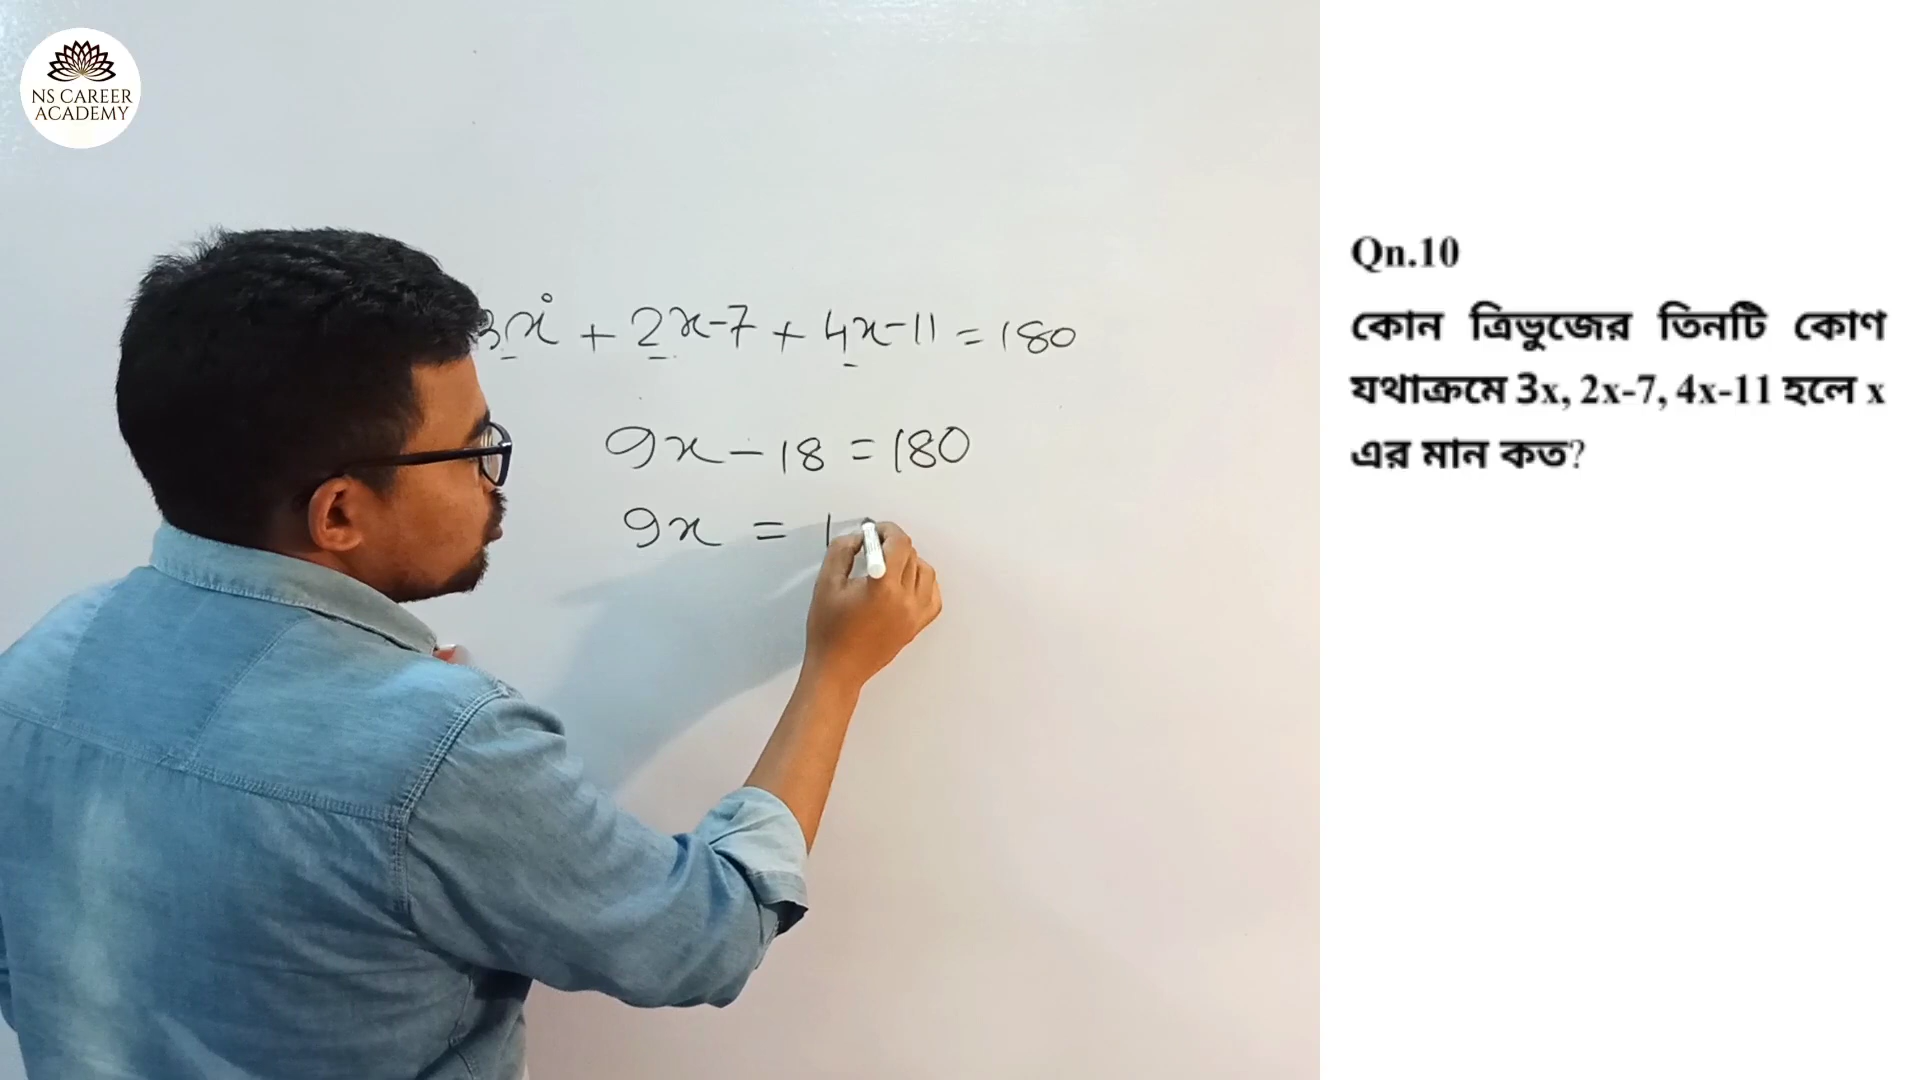 NS CAREER
ACADEMY
3x° + 2x-7 + 4x-11 = 180
9x - 18 = 180
9x = 1
Qn.10
কোন ত্রিভুজের তিনটি কোণ
যথাক্রমে 3x, 2x-7, 4x-11 হলে x
এর মান কত?